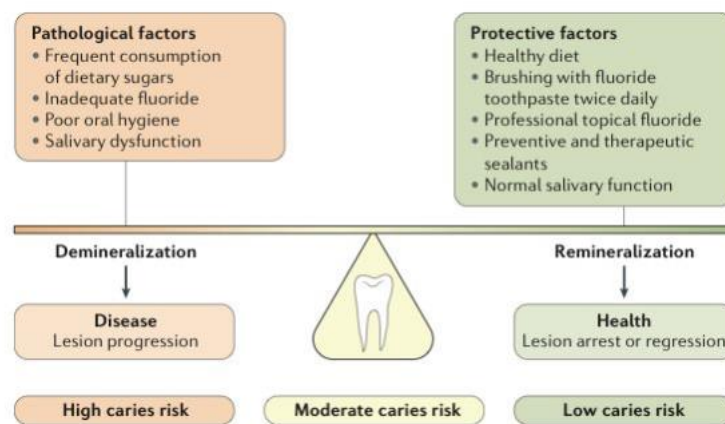 Pathological factors
• Frequent consumption
of dietary sugars
• Inadequate fluoride
• Poor oral hygiene
• Salivary dysfunction
Protective factors
• Healthy diet
• Brushing with fluoride
toothpaste twice daily
• Professional topical fluoride
• Preventive and therapeutic
sealants
• Normal salivary function
Demineralization
Remineralization
Disease
Lesion progression
Health
Lesion arrest or regression
High caries risk
Moderate caries risk
Low caries risk